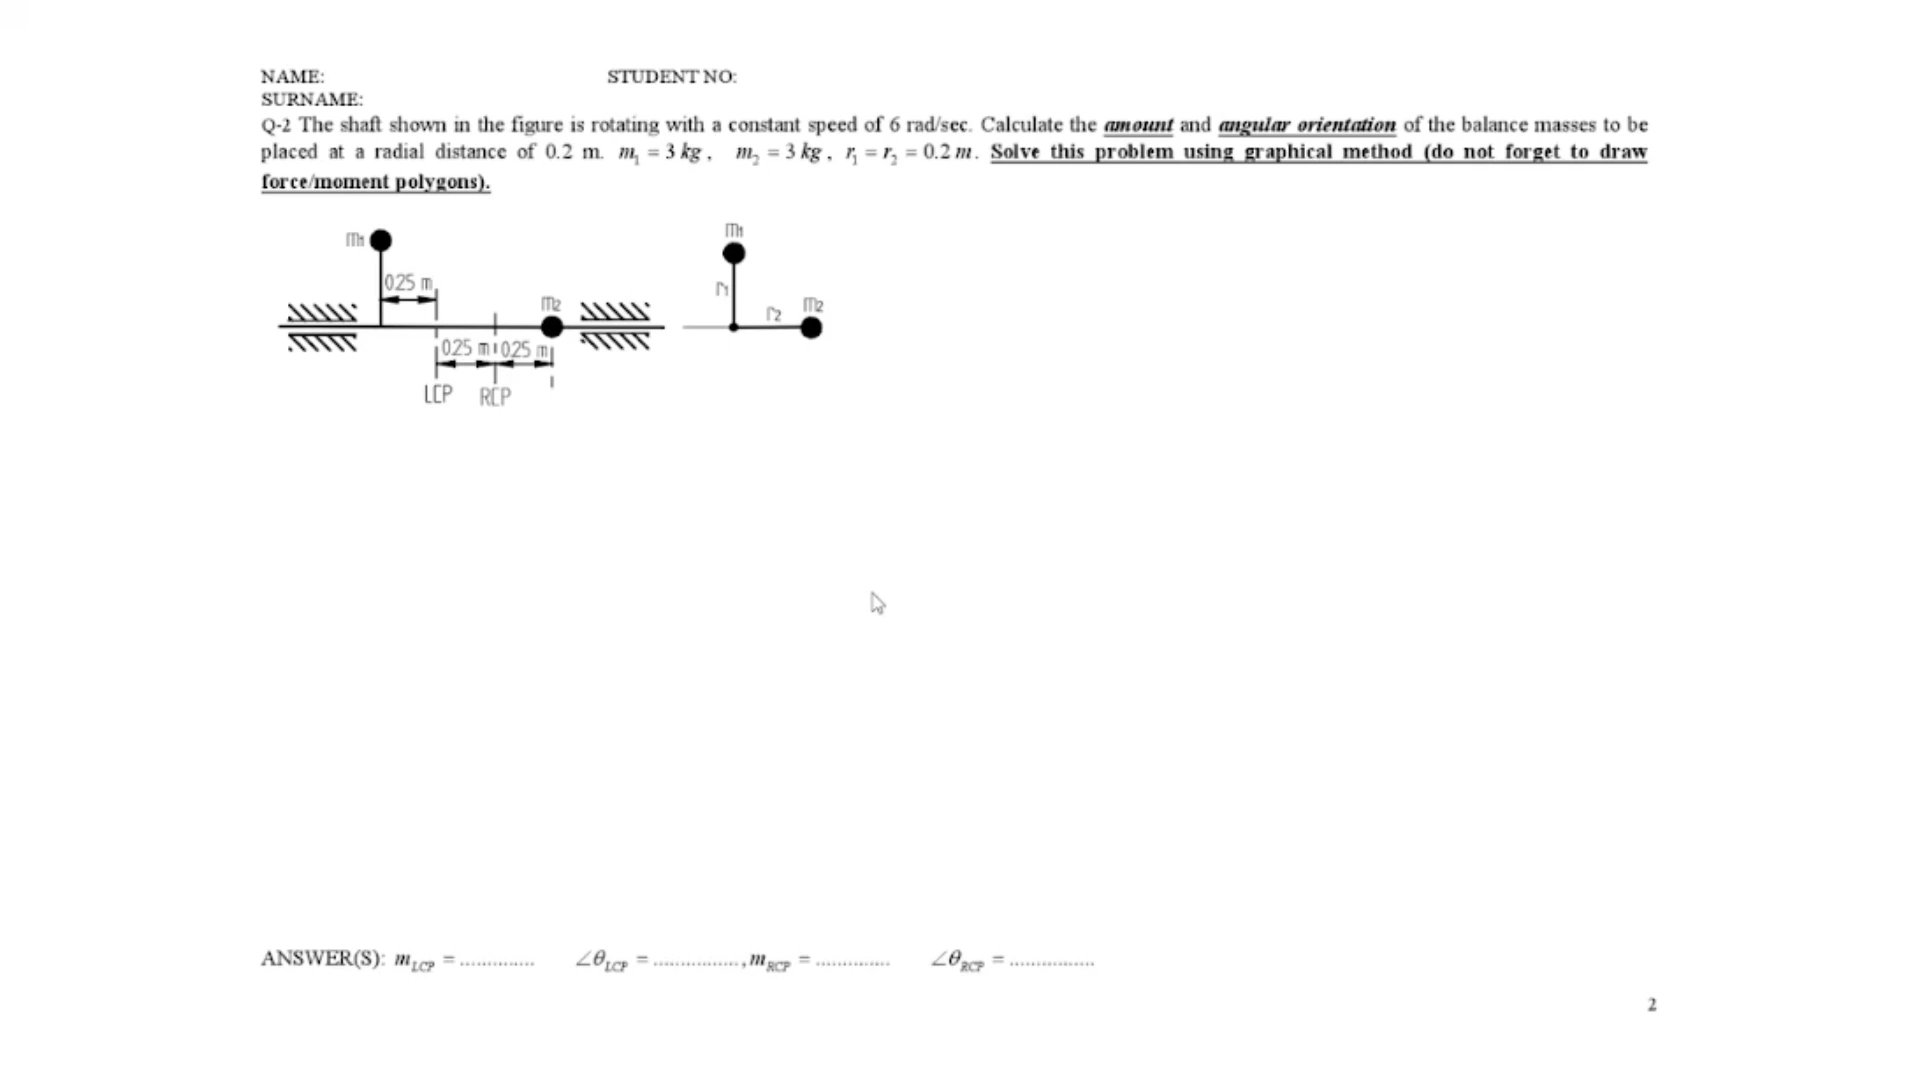 NAME: STUDENT NO:
SURNAME:
Q-2 The shaft shown in the figure is rotating with a constant speed of 6 rad/sec. Calculate the amount and angular orientation of the balance masses to be
placed at a radial distance of 0.2 m. m₁ = 3 kg , m₂ = 3 kg , r₁ = r₂ = 0.2 m . Solve this problem using graphical method (do not forget to draw
force/moment polygons).
m1
m1
0.25 m
r1
m2
r2
m2
0.25 m 0.25 m
LCP RCP
ANSWER(S): m_LCP = .............. ∠θ_LCP = ................ , m_RCP = .............. ∠θ_RCP = ................
2